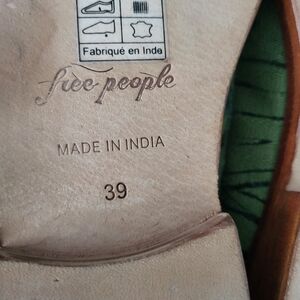 Fabriqué en Inde
free people
MADE IN INDIA
39